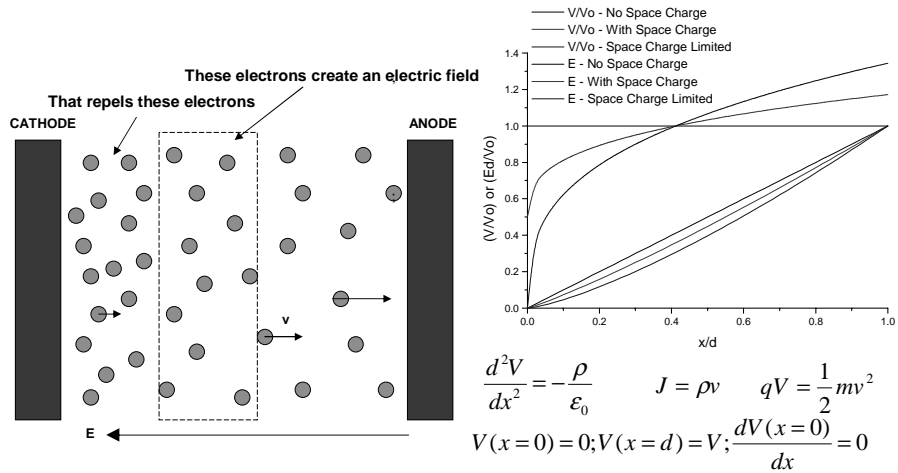 These electrons create an electric field
That repels these electrons
CATHODE
ANODE
v
E
V/Vo - No Space Charge
V/Vo - With Space Charge
V/Vo - Space Charge Limited
E - No Space Charge
E - With Space Charge
E - Space Charge Limited
1.4
1.2
1.0
0.8
0.6
0.4
0.2
0.0
(V/Vo) or (Ed/Vo)
0.0 0.2 0.4 0.6 0.8 1.0
x/d
d²V/dx² = −ρ/ε₀ J = ρv qV = 1/2 mv²
V(x=0)=0;V(x=d)=V; dV(x=0)/dx = 0